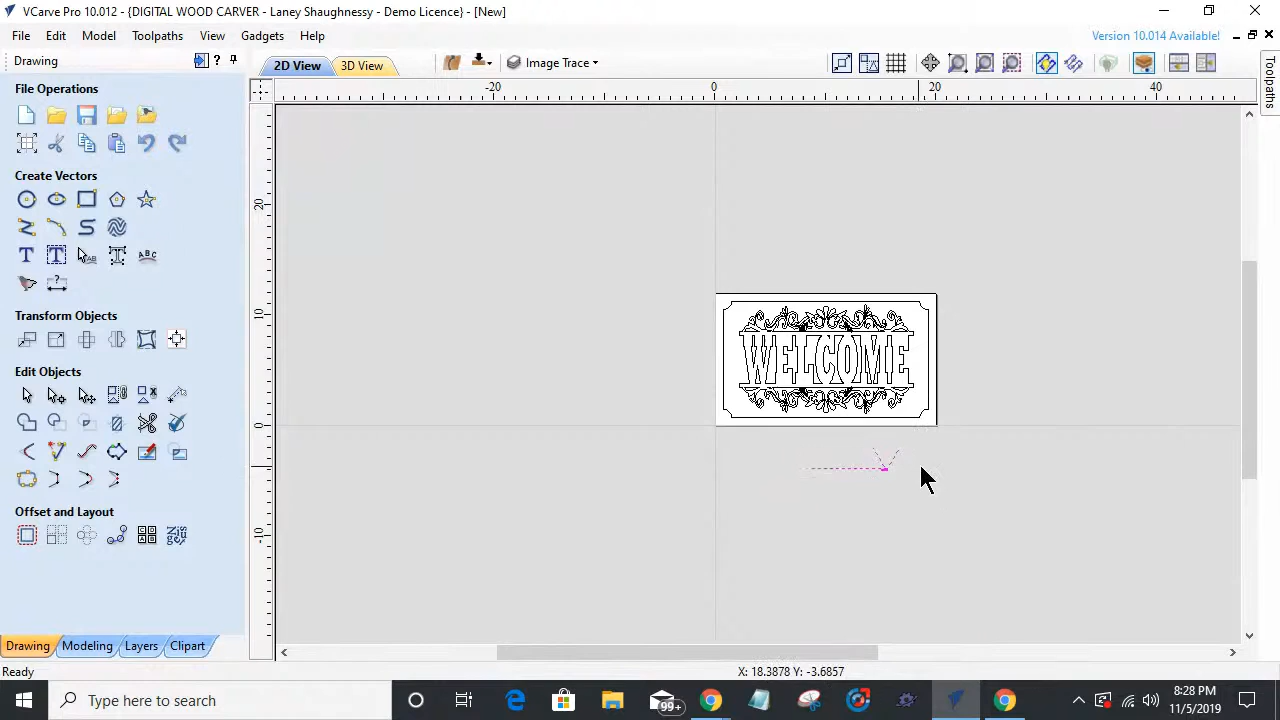 VCarve Pro 10.012 - {DIGITAL WOOD CARVER - Laney Shaughnessy - Demo Licence} - [New]
File Edit Model Toolpaths View Gadgets Help Version 10.014 Available!
Drawing ?
2D View 3D View Image Trace
File Operations
Create Vectors
Transform Objects
Edit Objects
Offset and Layout
-20 0 20 40
20
10
0
-10
WELCOME
Toolpaths
Drawing Modeling Layers Clipart
Ready X: 18.3878 Y: -3.6857
Type here to search
99+
8:28 PM
11/5/2019